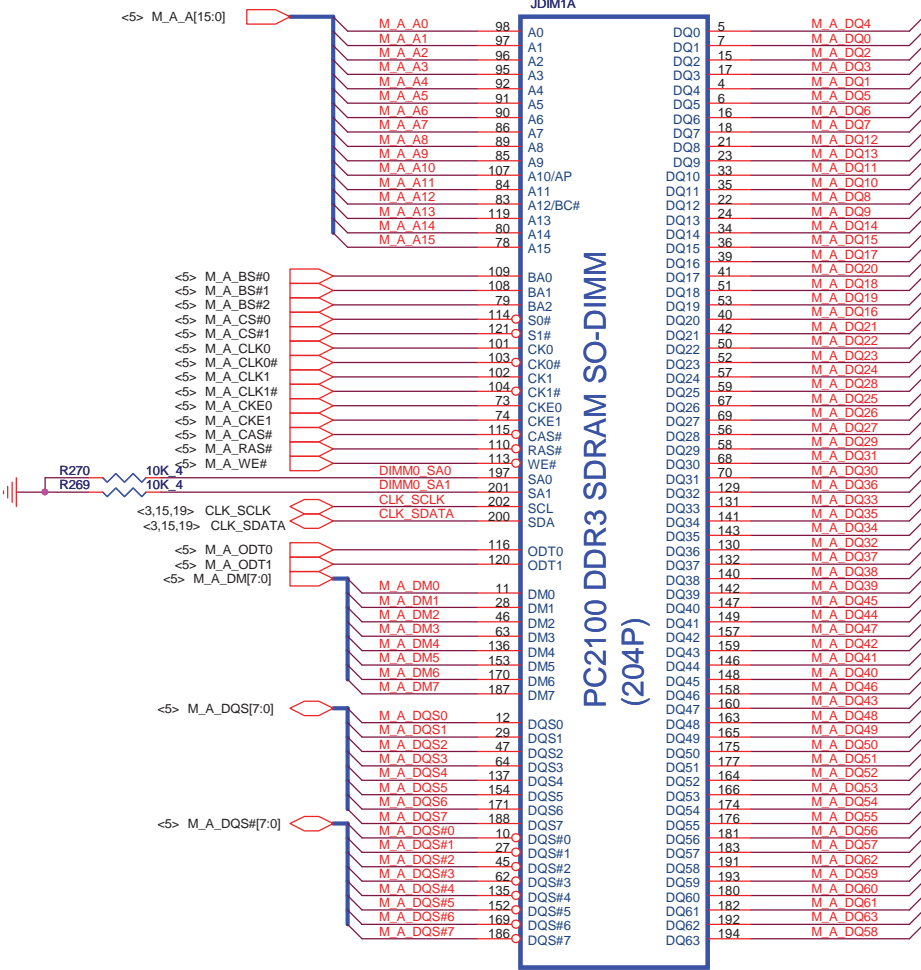 JDIM1A
<5> M_A_A[15:0]
M_A_A0 98 A0
M_A_A1 97 A1
M_A_A2 96 A2
M_A_A3 95 A3
M_A_A4 92 A4
M_A_A5 91 A5
M_A_A6 90 A6
M_A_A7 86 A7
M_A_A8 89 A8
M_A_A9 85 A9
M_A_A10 107 A10/AP
M_A_A11 84 A11
M_A_A12 83 A12/BC#
M_A_A13 119 A13
M_A_A14 80 A14
M_A_A15 78 A15
<5> M_A_BS#0 109 BA0
<5> M_A_BS#1 108 BA1
<5> M_A_BS#2 79 BA2
<5> M_A_CS#0 114 S0#
<5> M_A_CS#1 121 S1#
<5> M_A_CLK0 101 CK0
<5> M_A_CLK0# 103 CK0#
<5> M_A_CLK1 102 CK1
<5> M_A_CLK1# 104 CK1#
<5> M_A_CKE0 73 CKE0
<5> M_A_CKE1 74 CKE1
<5> M_A_CAS# 115 CAS#
<5> M_A_RAS# 110 RAS#
<5> M_A_WE# 113 WE#
R270 10K_4 DIMM0_SA0 197 SA0
R269 10K_4 DIMM0_SA1 201 SA1
<3,15,19> CLK_SCLK CLK_SCLK 202 SCL
<3,15,19> CLK_SDATA CLK_SDATA 200 SDA
<5> M_A_ODT0 116 ODT0
<5> M_A_ODT1 120 ODT1
<5> M_A_DM[7:0]
M_A_DM0 11 DM0
M_A_DM1 28 DM1
M_A_DM2 46 DM2
M_A_DM3 63 DM3
M_A_DM4 136 DM4
M_A_DM5 153 DM5
M_A_DM6 170 DM6
M_A_DM7 187 DM7
<5> M_A_DQS[7:0]
M_A_DQS0 12 DQS0
M_A_DQS1 29 DQS1
M_A_DQS2 47 DQS2
M_A_DQS3 64 DQS3
M_A_DQS4 137 DQS4
M_A_DQS5 154 DQS5
M_A_DQS6 171 DQS6
M_A_DQS7 188 DQS7
<5> M_A_DQS#[7:0]
M_A_DQS#0 10 DQS#0
M_A_DQS#1 27 DQS#1
M_A_DQS#2 45 DQS#2
M_A_DQS#3 62 DQS#3
M_A_DQS#4 135 DQS#4
M_A_DQS#5 152 DQS#5
M_A_DQS#6 169 DQS#6
M_A_DQS#7 186 DQS#7
PC2100 DDR3 SDRAM SO-DIMM
(204P)
DQ0 5 M_A_DQ4
DQ1 7 M_A_DQ0
DQ2 15 M_A_DQ2
DQ3 17 M_A_DQ3
DQ4 4 M_A_DQ1
DQ5 6 M_A_DQ5
DQ6 16 M_A_DQ6
DQ7 18 M_A_DQ7
DQ8 21 M_A_DQ12
DQ9 23 M_A_DQ13
DQ10 33 M_A_DQ11
DQ11 35 M_A_DQ10
DQ12 22 M_A_DQ8
DQ13 24 M_A_DQ9
DQ14 34 M_A_DQ14
DQ15 36 M_A_DQ15
DQ16 39 M_A_DQ17
DQ17 41 M_A_DQ20
DQ18 51 M_A_DQ18
DQ19 53 M_A_DQ19
DQ20 40 M_A_DQ16
DQ21 42 M_A_DQ21
DQ22 50 M_A_DQ22
DQ23 52 M_A_DQ23
DQ24 57 M_A_DQ24
DQ25 59 M_A_DQ28
DQ26 67 M_A_DQ25
DQ27 69 M_A_DQ26
DQ28 56 M_A_DQ27
DQ29 58 M_A_DQ29
DQ30 68 M_A_DQ31
DQ31 70 M_A_DQ30
DQ32 129 M_A_DQ36
DQ33 131 M_A_DQ33
DQ34 141 M_A_DQ35
DQ35 143 M_A_DQ34
DQ36 130 M_A_DQ32
DQ37 132 M_A_DQ37
DQ38 140 M_A_DQ38
DQ39 142 M_A_DQ39
DQ40 147 M_A_DQ45
DQ41 149 M_A_DQ44
DQ42 157 M_A_DQ47
DQ43 159 M_A_DQ42
DQ44 146 M_A_DQ41
DQ45 148 M_A_DQ40
DQ46 158 M_A_DQ46
DQ47 160 M_A_DQ43
DQ48 163 M_A_DQ48
DQ49 165 M_A_DQ49
DQ50 175 M_A_DQ50
DQ51 177 M_A_DQ51
DQ52 164 M_A_DQ52
DQ53 166 M_A_DQ53
DQ54 174 M_A_DQ54
DQ55 176 M_A_DQ55
DQ56 181 M_A_DQ56
DQ57 183 M_A_DQ57
DQ58 191 M_A_DQ62
DQ59 193 M_A_DQ59
DQ60 180 M_A_DQ60
DQ61 182 M_A_DQ61
DQ62 192 M_A_DQ63
DQ63 194 M_A_DQ58